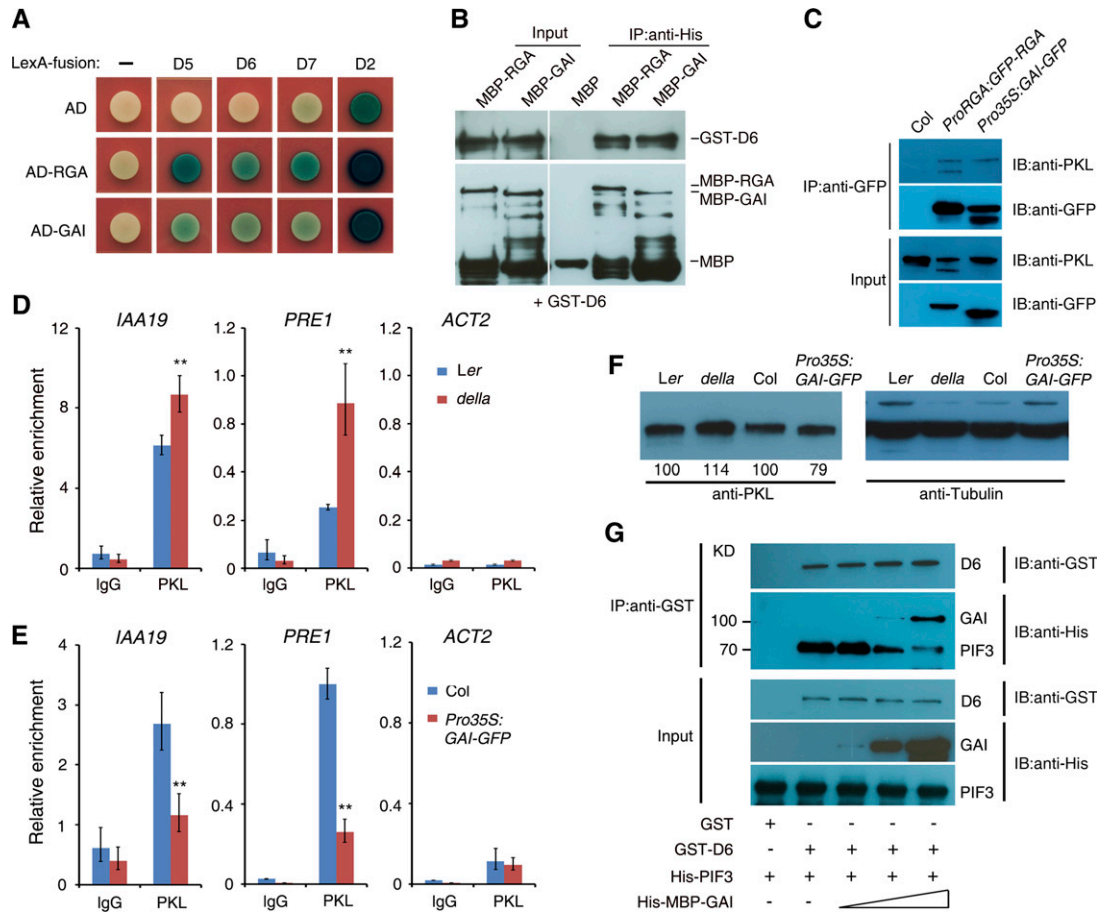 A
LexA-fusion: – D5 D6 D7 D2
AD
AD-RGA
AD-GAI
B
Input IP:anti-His
MBP-RGA MBP-GAI MBP MBP-RGA MBP-GAI
GST-D6
MBP-RGA
MBP-GAI
MBP
+ GST-D6
C
Col ProRGA:GFP-RGA Pro35S:GAI-GFP
IP:anti-GFP
IB:anti-PKL
IB:anti-GFP
Input
IB:anti-PKL
IB:anti-GFP
D
IAA19 PRE1 ACT2
Relative enrichment
12
8
4
0
1.2
1.0
0.8
0.6
0.4
0.2
0
1.2
1.0
0.8
0.6
0.4
0.2
0
** **
Ler
della
IgG PKL IgG PKL IgG PKL
E
IAA19 PRE1 ACT2
Relative enrichment
4
3
2
1
0
1.2
0.8
0.4
0
1.2
0.8
0.4
0
** **
Col
Pro35S:
GAI-GFP
IgG PKL IgG PKL IgG PKL
F
Ler della Col Pro35S:
GAI-GFP
Ler della Col Pro35S:
GAI-GFP
100 114 100 79
anti-PKL anti-Tubulin
G
KD
IP:anti-GST
100
70
D6 IB:anti-GST
GAI
PIF3
IB:anti-His
Input
D6 IB:anti-GST
GAI
PIF3
IB:anti-His
GST + - - - -
GST-D6 - + + + +
His-PIF3 + + + + +
His-MBP-GAI - -